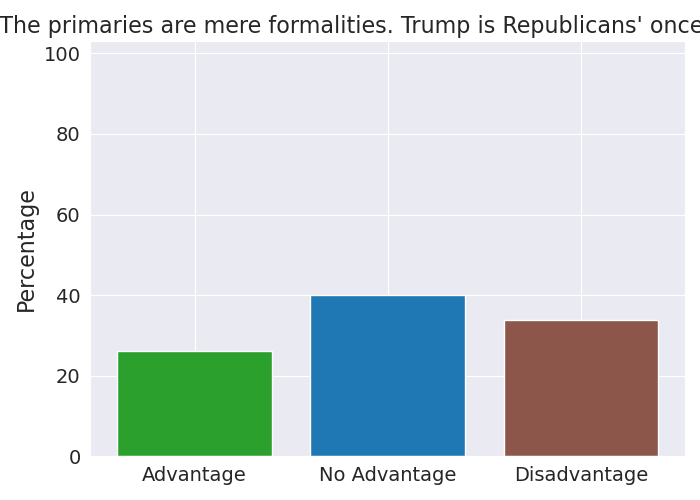 The primaries are mere formalities. Trump is Republicans' once
100
80
60
40
20
0
Percentage
Advantage
No Advantage
Disadvantage